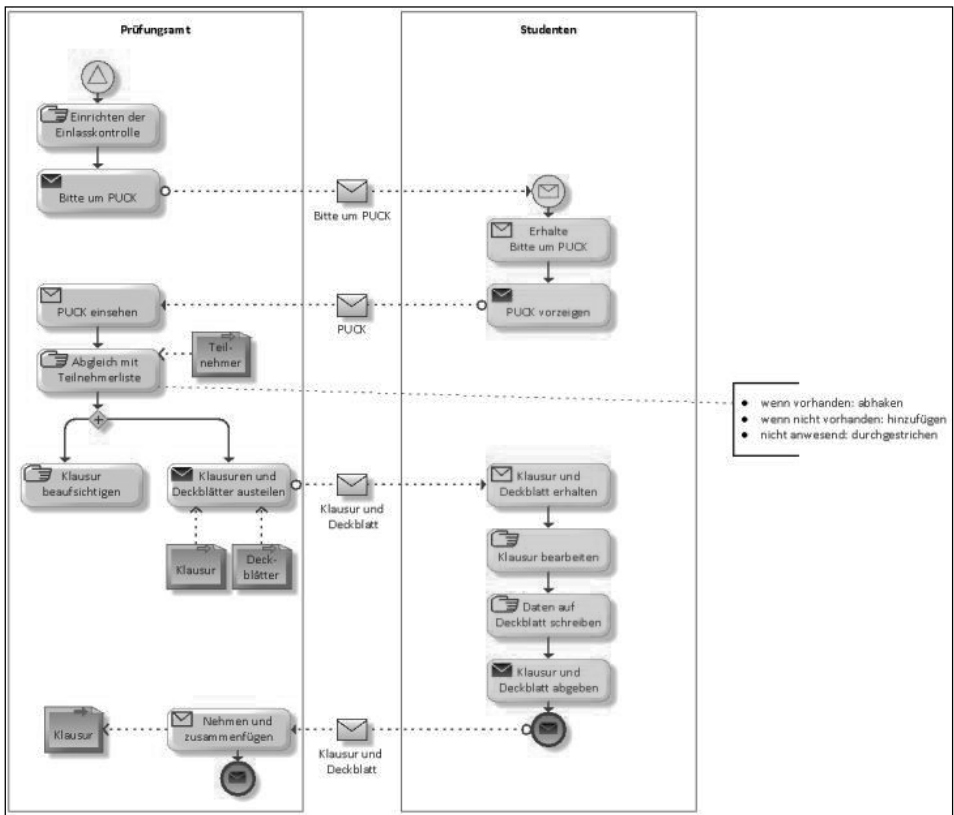 Prüfungsamt
Studenten
Einrichten der
Einlasskontrolle
Bitte um PUCK
Bitte um PUCK
Erhalte
Bitte um PUCK
PUCK einsehen
PUCK
PUCK vorzeigen
Teil-
nehmer
Abgleich mit
Teilnehmerliste
wenn vorhanden: abhaken
wenn nicht vorhanden: hinzufügen
nicht anwesend: durchgestrichen
Klausur
beaufsichtigen
Klausuren und
Deckblätter austeilen
Klausur und
Deckblatt
Klausur und
Deckblatt erhalten
Klausur
Deck-
blätter
Klausur bearbeiten
Daten auf
Deckblatt schreiben
Klausur und
Deckblatt abgeben
Klausur
Nehmen und
zusammenfügen
Klausur und
Deckblatt